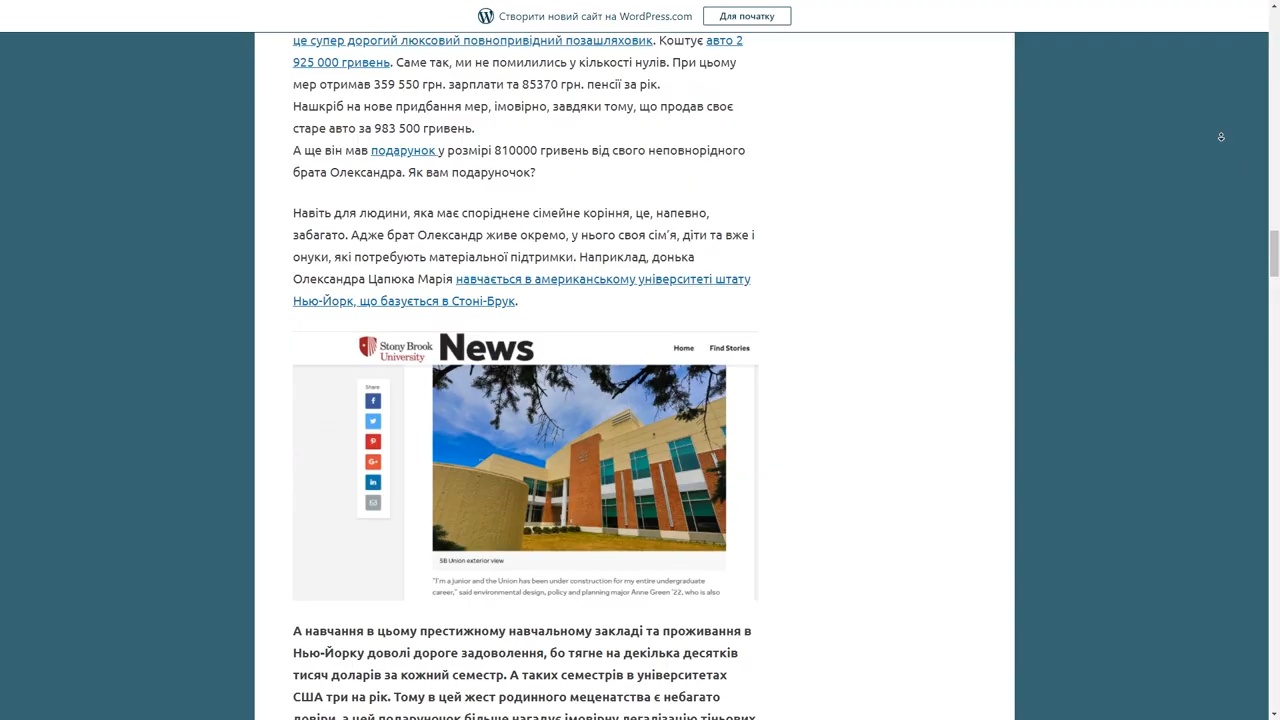 Створити новий сайт на WordPress.com
Для початку
це супер дорогий люксовий повнопривідний позашляховик. Коштує авто 2
925 000 гривень. Саме так, ми не помилились у кількості нулів. При цьому
мер отримав 359 550 грн. зарплати та 85370 грн. пенсії за рік.
Нашкріб на нове придбання мер, імовірно, завдяки тому, що продав своє
старе авто за 983 500 гривень.
А ще він мав подарунок у розмірі 810000 гривень від свого неповнорідного
брата Олександра. Як вам подаруночок?
Навіть для людини, яка має споріднене сімейне коріння, це, напевно,
забагато. Адже брат Олександр живе окремо, у нього своя сім'я, діти та вже і
онуки, які потребують матеріальної підтримки. Наприклад, донька
Олександра Цапюка Марія навчається в американському університеті штату
Нью-Йорк, що базується в Стоні-Брук.
Stony Brook
University
News
Home
Find Stories
Share
SB Union exterior view
"I'm a junior and the Union has been under construction for my entire undergraduate
career," said environmental design, policy and planning major Anne Green '22, who is also
А навчання в цьому престижному навчальному закладі та проживання в
Нью-Йорку доволі дороге задоволення, бо тягне на декілька десятків
тисяч доларів за кожний семестр. А таких семестрів в університетах
США три на рік. Тому в цей жест родинного меценатства є небагато
довіри, а цей подаруночок більше нагадує імовірну легалізацію тіньових